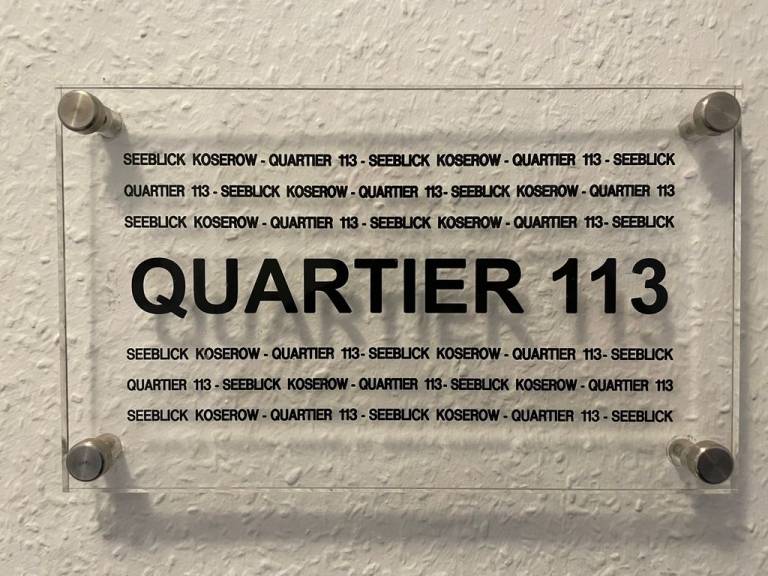 SEEBLICK KOSEROW - QUARTIER 113 - SEEBLICK KOSEROW - QUARTIER 113 - SEEBLICK
QUARTIER 113 - SEEBLICK KOSEROW - QUARTIER 113- SEEBLICK KOSEROW - QUARTIER 113
SEEBLICK KOSEROW - QUARTIER 113 - SEEBLICK KOSEROW - QUARTIER 113- SEEBLICK
QUARTIER 113
SEEBLICK KOSEROW - QUARTIER 113- SEEBLICK KOSEROW - QUARTIER 113- SEEBLICK
QUARTIER 113 - SEEBLICK KOSEROW - QUARTIER 113- SEEBLICK KOSEROW - QUARTIER 113
SEEBLICK KOSEROW - QUARTIER 113 - SEEBLICK KOSEROW - QUARTIER 113 - SEEBLICK